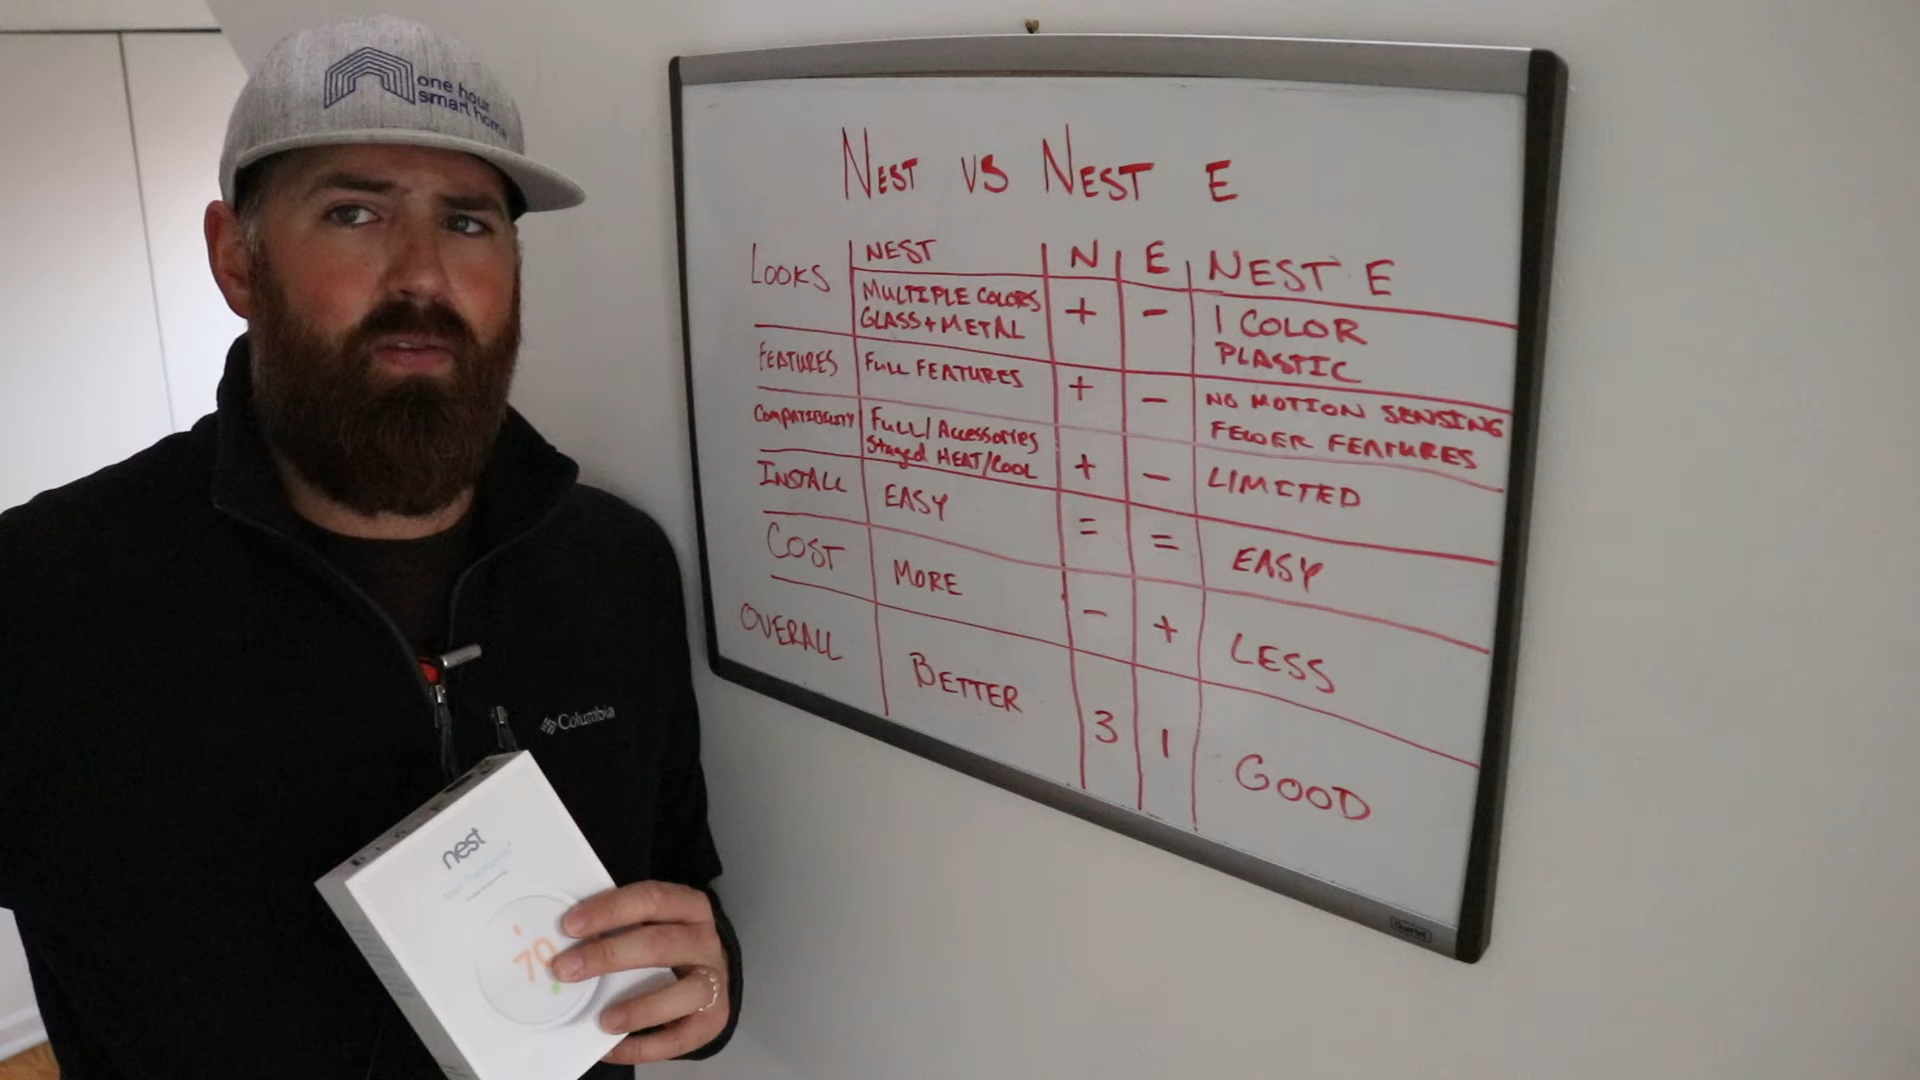 one hour
smart home
NEST VS NEST E
LOOKS NEST N E NEST E
MULTIPLE COLORS + - 1 COLOR
GLASS + METAL PLASTIC
FEATURES FULL FEATURES + - NO MOTION SENSING
FEWER FEATURES
COMPATIBILITY FULL/ACCESSORIES + - LIMITED
Staged HEAT/COOL
INSTALL EASY = = EASY
COST MORE - + LESS
OVERALL BETTER 3 1 GOOD
Columbia
nest
70